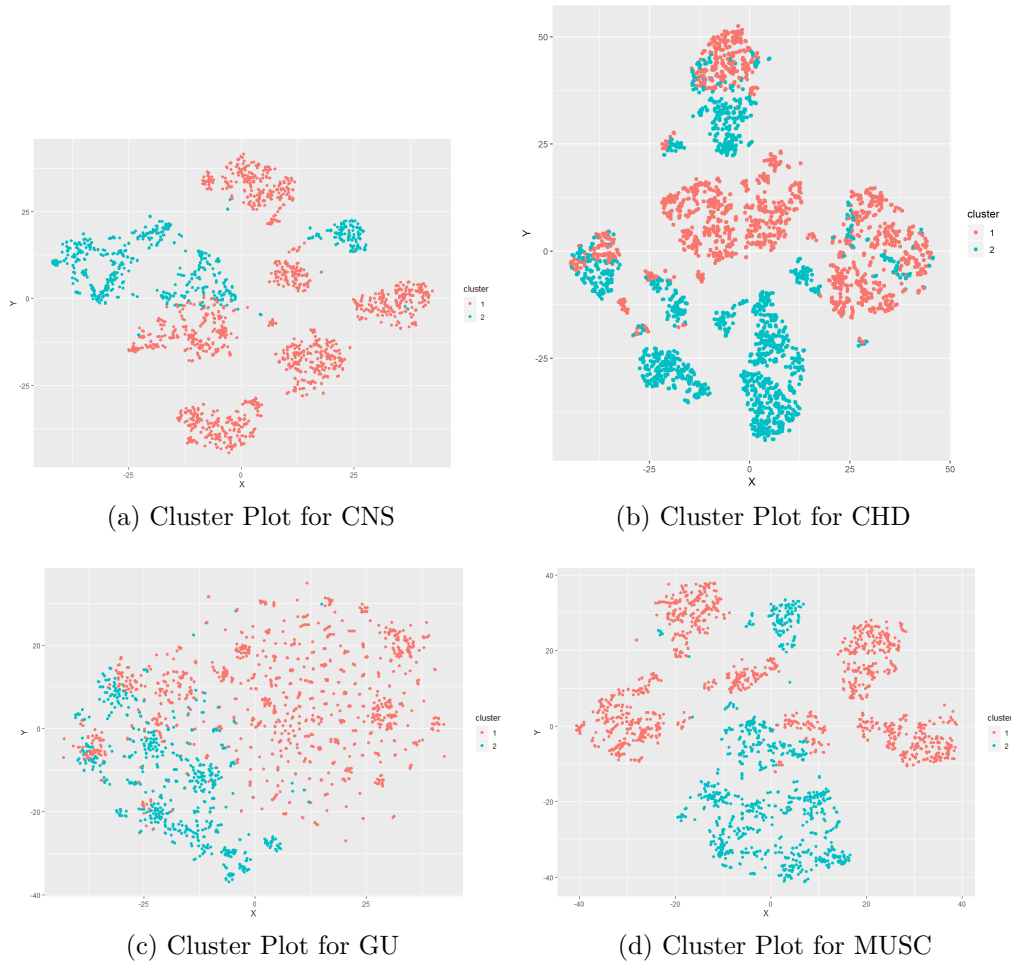 25
0
-25
Y
-25
0
25
X
cluster
1
2
(a) Cluster Plot for CNS
50
25
0
-25
Y
-25
0
25
50
X
cluster
1
2
(b) Cluster Plot for CHD
20
0
-20
-40
Y
-25
0
25
X
cluster
1
2
(c) Cluster Plot for GU
40
20
0
-20
-40
Y
-40
-20
0
20
40
X
cluster
1
2
(d) Cluster Plot for MUSC